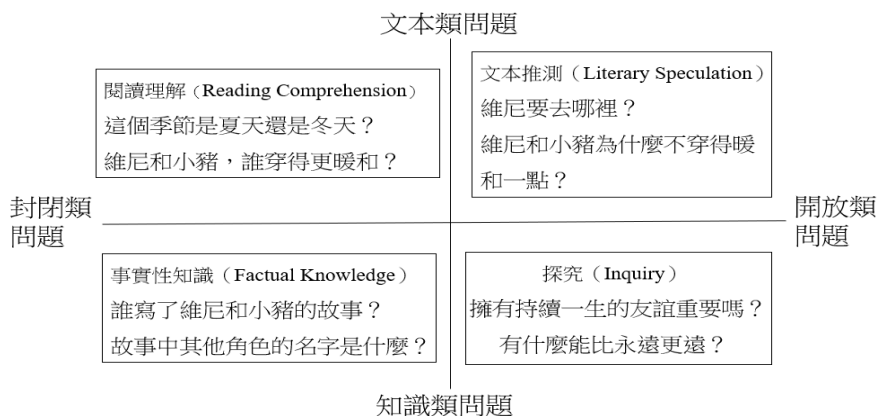 文本類問題
閱讀理解（Reading Comprehension）
這個季節是夏天還是冬天？
維尼和小豬，誰穿得更暖和？
文本推測（Literary Speculation）
維尼要去哪裡？
維尼和小豬為什麼不穿得暖
和一點？
封閉類
問題
開放類
問題
事實性知識（Factual Knowledge）
誰寫了維尼和小豬的故事？
故事中其他角色的名字是什麼？
探究（Inquiry）
擁有持續一生的友誼重要嗎？
有什麼能比永遠更遠？
知識類問題